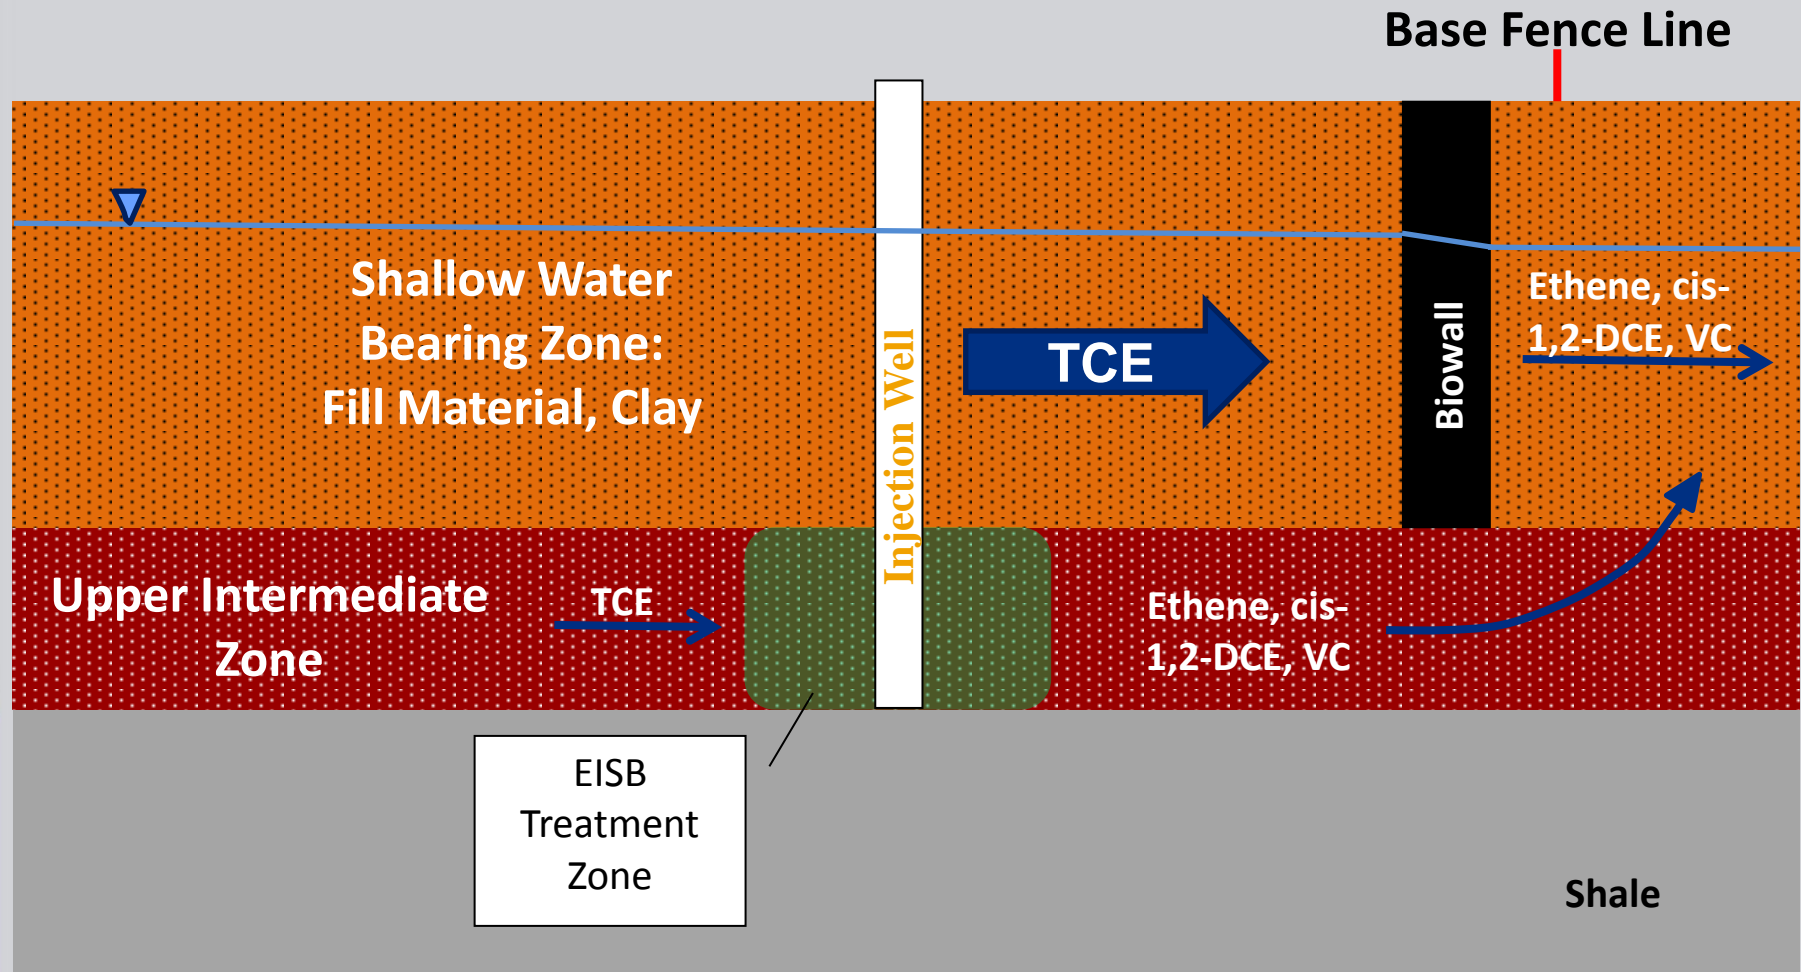 Base Fence Line
Shallow Water
Bearing Zone:
Fill Material, Clay
Injection Well
TCE
Biowall
Ethene, cis-
1,2-DCE, VC
Upper Intermediate
Zone
TCE
Ethene, cis-
1,2-DCE, VC
EISB
Treatment
Zone
Shale